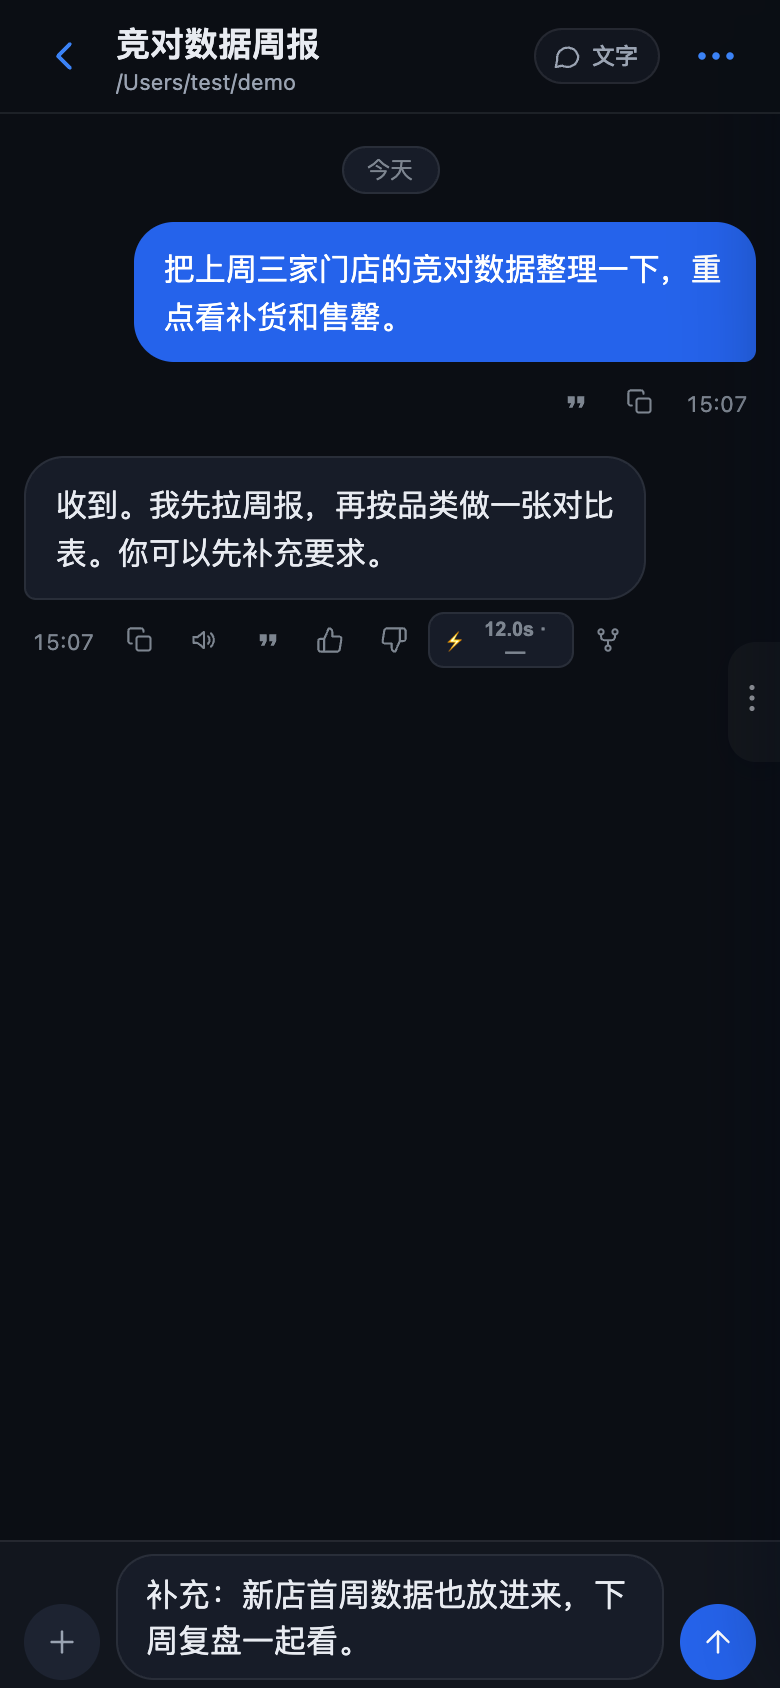 竞对数据周报
/Users/test/demo
文字
今天
把上周三家门店的竞对数据整理一下，重
点看补货和售罄。
15:07
收到。我先拉周报，再按品类做一张对比
表。你可以先补充要求。
15:07
12.0s ·
—
补充：新店首周数据也放进来，下
周复盘一起看。